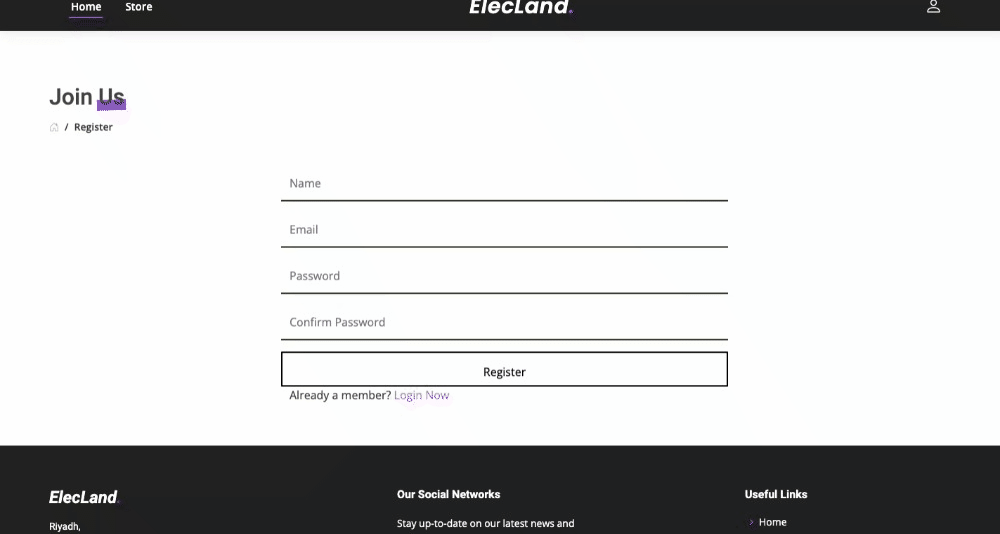 Home
Store
ElecLand.
Join Us
/ Register
Name
Email
Password
Confirm Password
Register
Already a member? Login Now
ElecLand.
Riyadh,
Our Social Networks
Stay up-to-date on our latest news and
Useful Links
Home